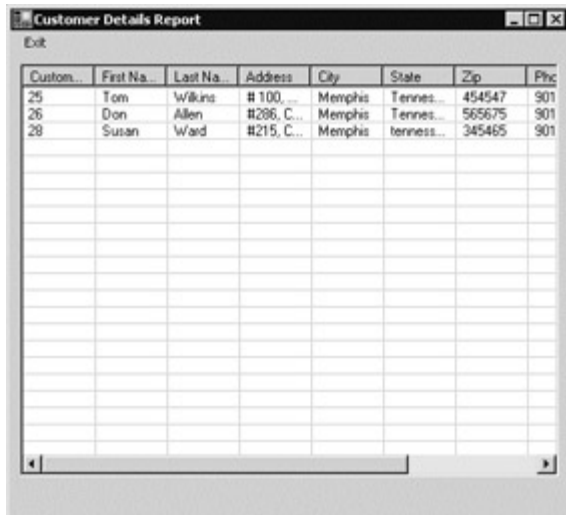 Customer Details Report
Exit
Custom... First Na... Last Na... Address City State Zip Phc
25 Tom Wilkins # 100, ... Memphis Tennes... 454547 901
26 Don Allen #286, C... Memphis Tennes... 565675 901
28 Susan Ward #215, C... Memphis tenness... 345465 901